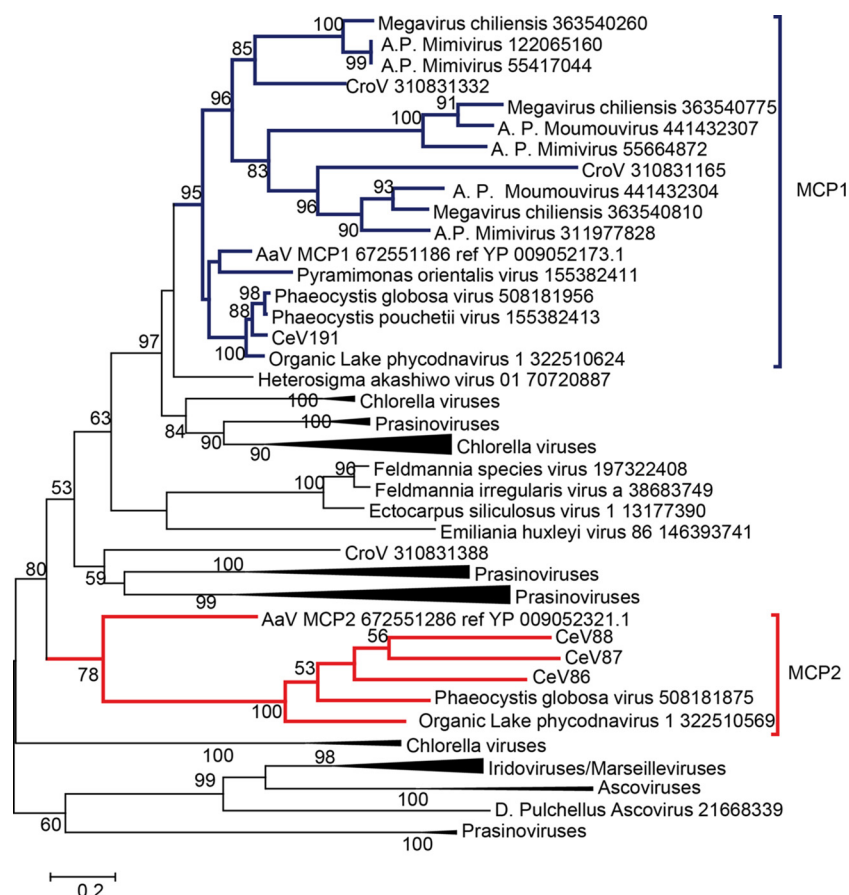 100 Megavirus chiliensis 363540260
85 A.P. Mimivirus 122065160
99 A.P. Mimivirus 55417044
CroV 310831332
96
91 Megavirus chiliensis 363540775
100 A. P. Moumouvirus 441432307
A. P. Mimivirus 55664872
83 CroV 310831165
95 93 A. P. Moumouvirus 441432304 MCP1
96 Megavirus chiliensis 363540810
90 A.P. Mimivirus 311977828
AaV MCP1 672551186 ref YP 009052173.1
Pyramimonas orientalis virus 155382411
98 Phaeocystis globosa virus 508181956
88 Phaeocystis pouchetii virus 155382413
CeV191
97 100 Organic Lake phycodnavirus 1 322510624
Heterosigma akashiwo virus 01 70720887
100 Chlorella viruses
63 100 Prasinoviruses
84 90 90 Chlorella viruses
96 Feldmannia species virus 197322408
53 100 Feldmannia irregularis virus a 38683749
Ectocarpus siliculosus virus 1 13177390
Emiliania huxleyi virus 86 146393741
CroV 310831388
80 59 100 Prasinoviruses
99 Prasinoviruses
AaV MCP2 672551286 ref YP 009052321.1
56 CeV88
53 CeV87
78 CeV86 MCP2
Phaeocystis globosa virus 508181875
100 Organic Lake phycodnavirus 1 322510569
100 Chlorella viruses
98 Iridoviruses/Marseilleviruses
99 100 Ascoviruses
D. Pulchellus Ascovirus 21668339
60 100 Prasinoviruses
0.2